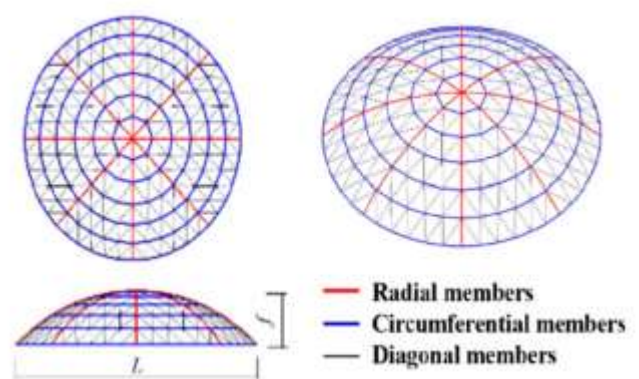 f
L
Radial members
Circumferential members
Diagonal members